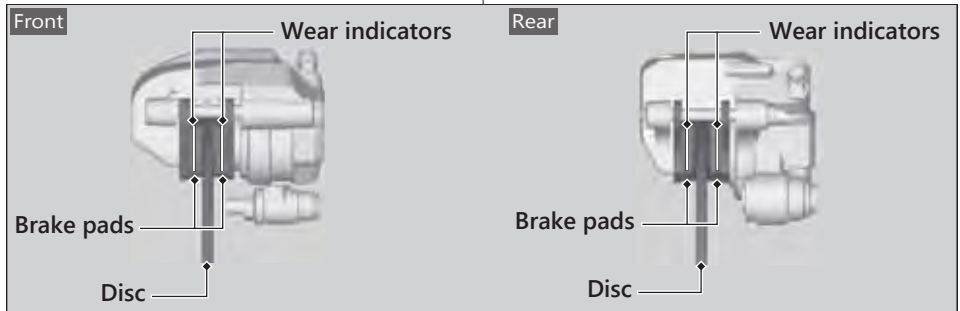 Front
Wear indicators
Brake pads
Disc
Rear
Wear indicators
Brake pads
Disc